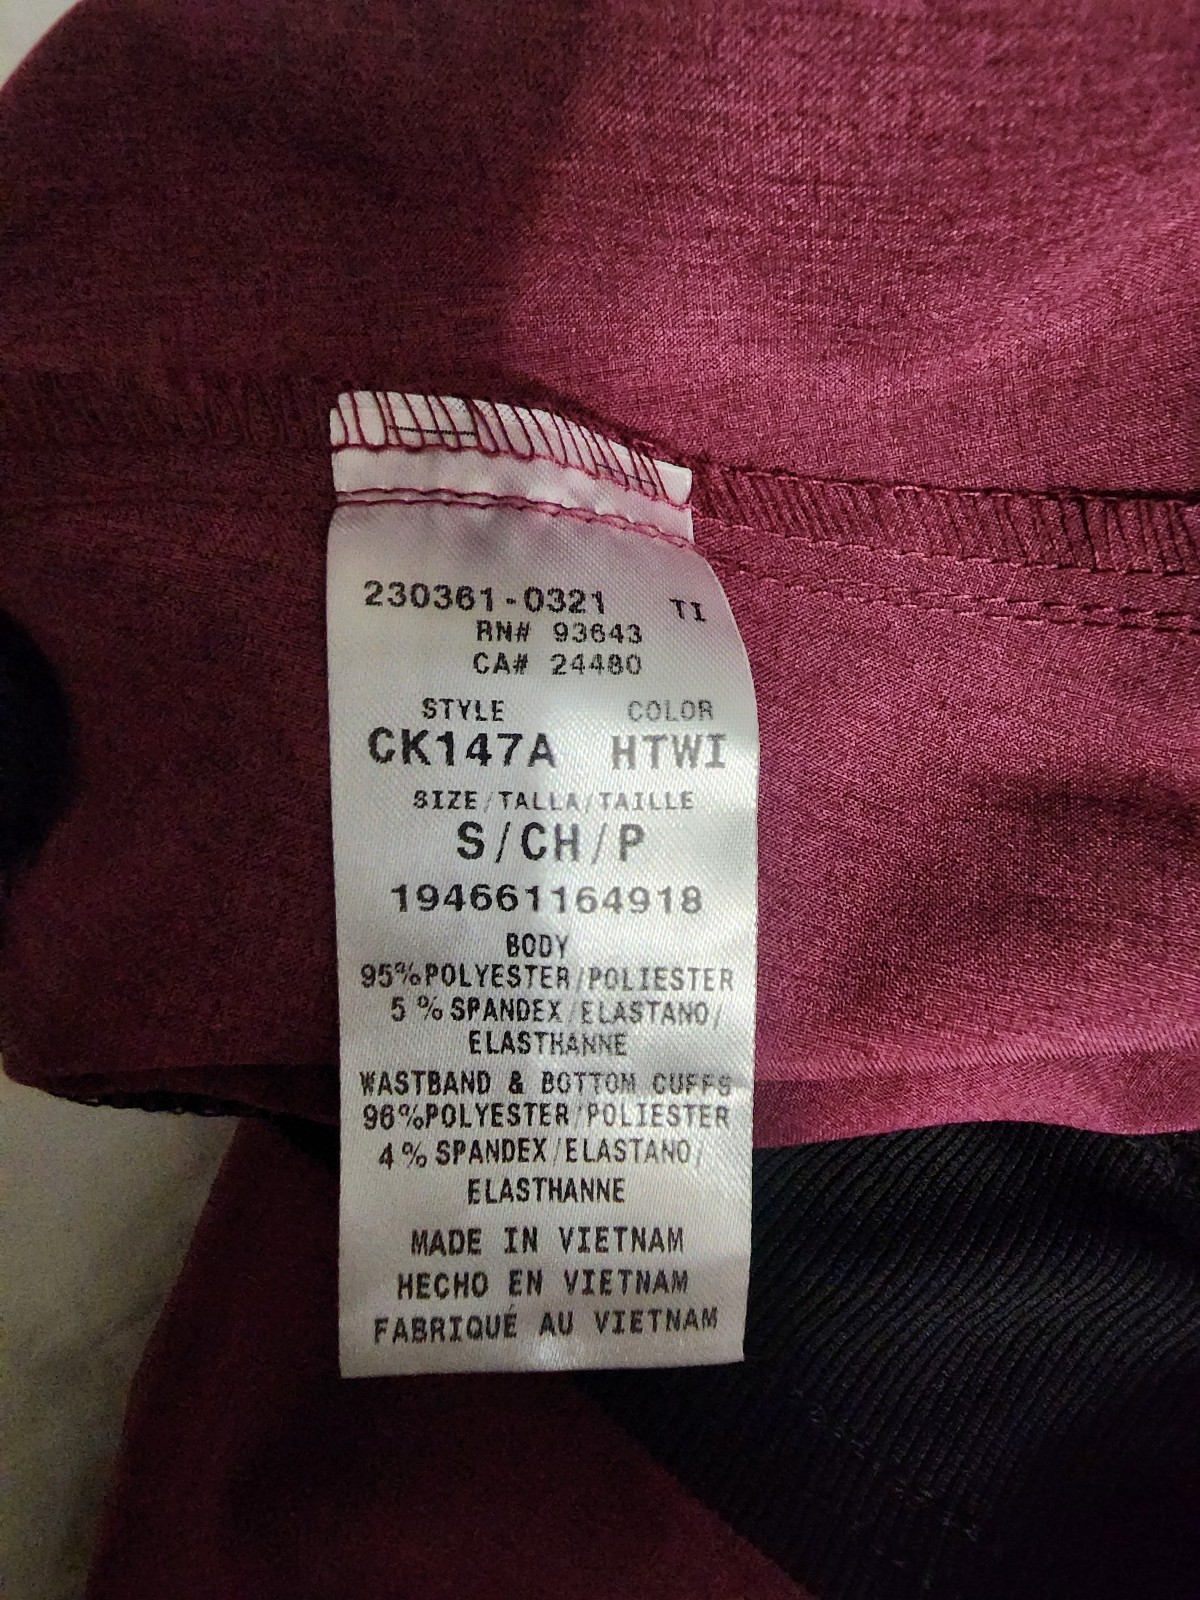 230361-0321 TI
RN# 93643
CA# 24480
STYLE COLOR
CK147A HTWI
SIZE/TALLA/TAILLE
S/CH/P
194661164918
BODY
95%POLYESTER/POLIESTER
5%SPANDEX/ELASTANO/
ELASTHANNE
WASTBAND & BOTTOM CUFFS
96%POLYESTER/POLIESTER
4%SPANDEX/ELASTANO/
ELASTHANNE
MADE IN VIETNAM
HECHO EN VIETNAM
FABRIQUÉ AU VIETNAM